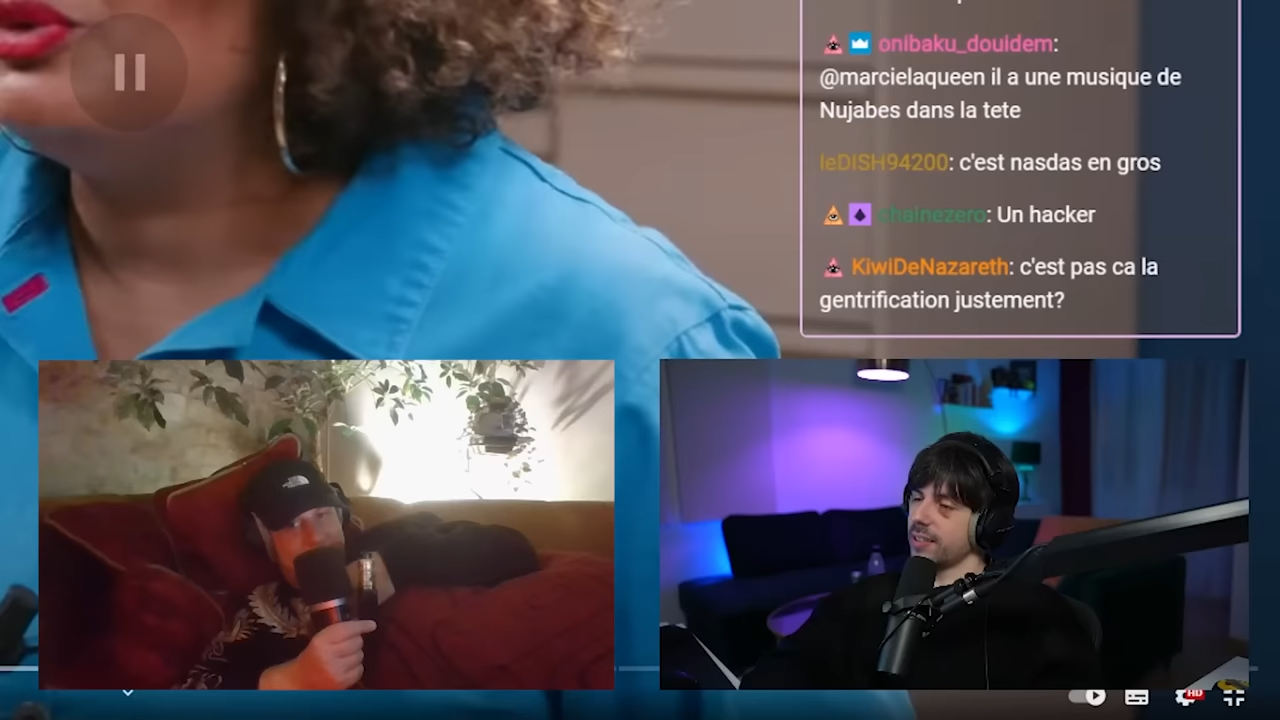 onibaku_douidem:
@marcielaqueen il a une musique de
Nujabes dans la tete
leDISH94200: c'est nasdas en gros
chainezero: Un hacker
KiwiDeNazareth: c'est pas ca la
gentrification justement?
HD